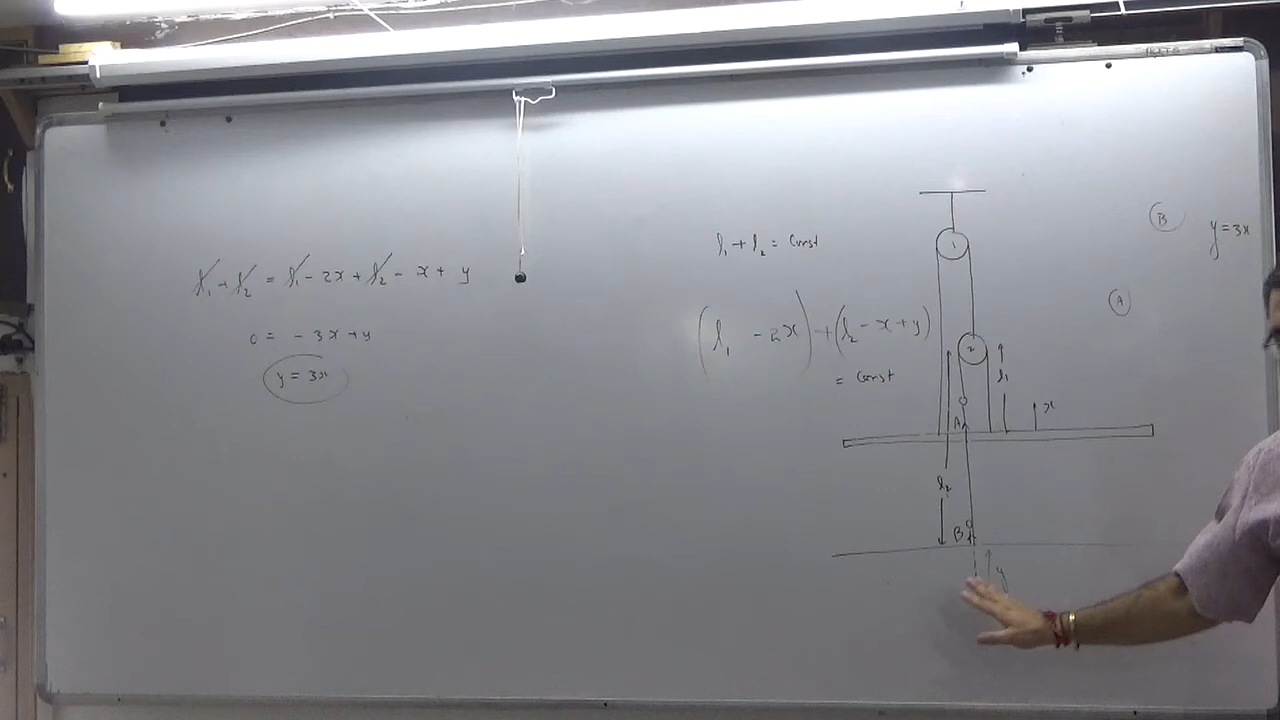 l₁ + l₂ = l₁ - 2x + l₂ - x + y
0 = - 3x + y
y = 3x
l₁ + l₂ = Const
(l₁ - 2x) + (l₂ - x + y)
= Const
1
2
l₁
x
A
l₂
B
y
B
y = 3x
A